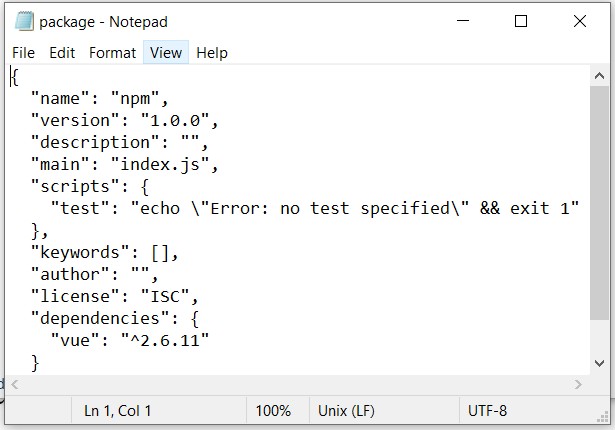 package - Notepad
File Edit Format View Help
{
  "name": "npm",
  "version": "1.0.0",
  "description": "",
  "main": "index.js",
  "scripts": {
    "test": "echo \"Error: no test specified\" && exit 1"
  },
  "keywords": [],
  "author": "",
  "license": "ISC",
  "dependencies": {
    "vue": "^2.6.11"
  }
Ln 1, Col 1 100% Unix (LF) UTF-8